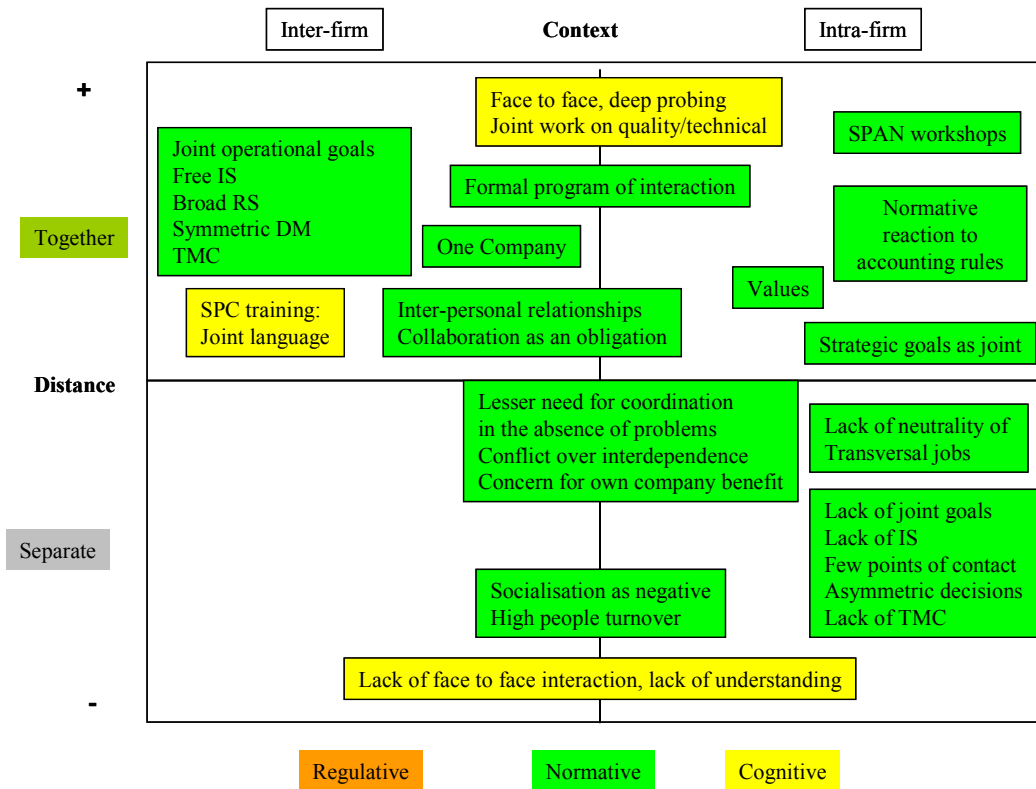 Inter-firm
Context
Intra-firm
+
Face to face, deep probing
Joint work on quality/technical
SPAN workshops
Joint operational goals
Free IS
Broad RS
Symmetric DM
TMC
Formal program of interaction
Normative
reaction to
accounting rules
Together
One Company
Values
SPC training:
Joint language
Inter-personal relationships
Collaboration as an obligation
Strategic goals as joint
Distance
Lesser need for coordination
in the absence of problems
Conflict over interdependence
Concern for own company benefit
Lack of neutrality of
Transversal jobs
Separate
Lack of joint goals
Lack of IS
Few points of contact
Asymmetric decisions
Lack of TMC
Socialisation as negative
High people turnover
Lack of face to face interaction, lack of understanding
-
Regulative
Normative
Cognitive